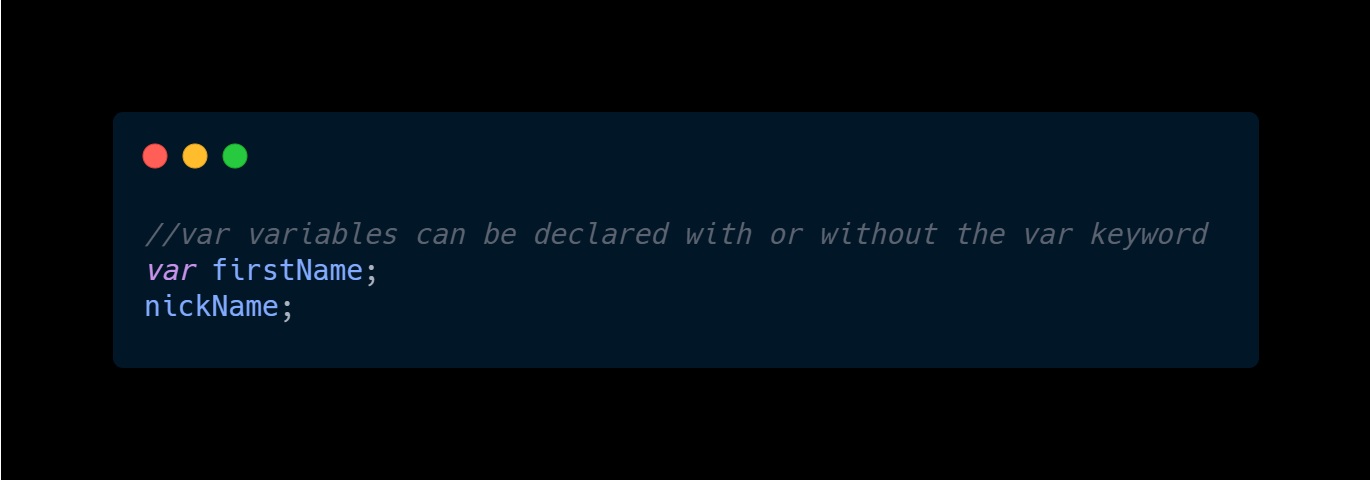 //var variables can be declared with or without the var keyword
var firstName;
nickName;